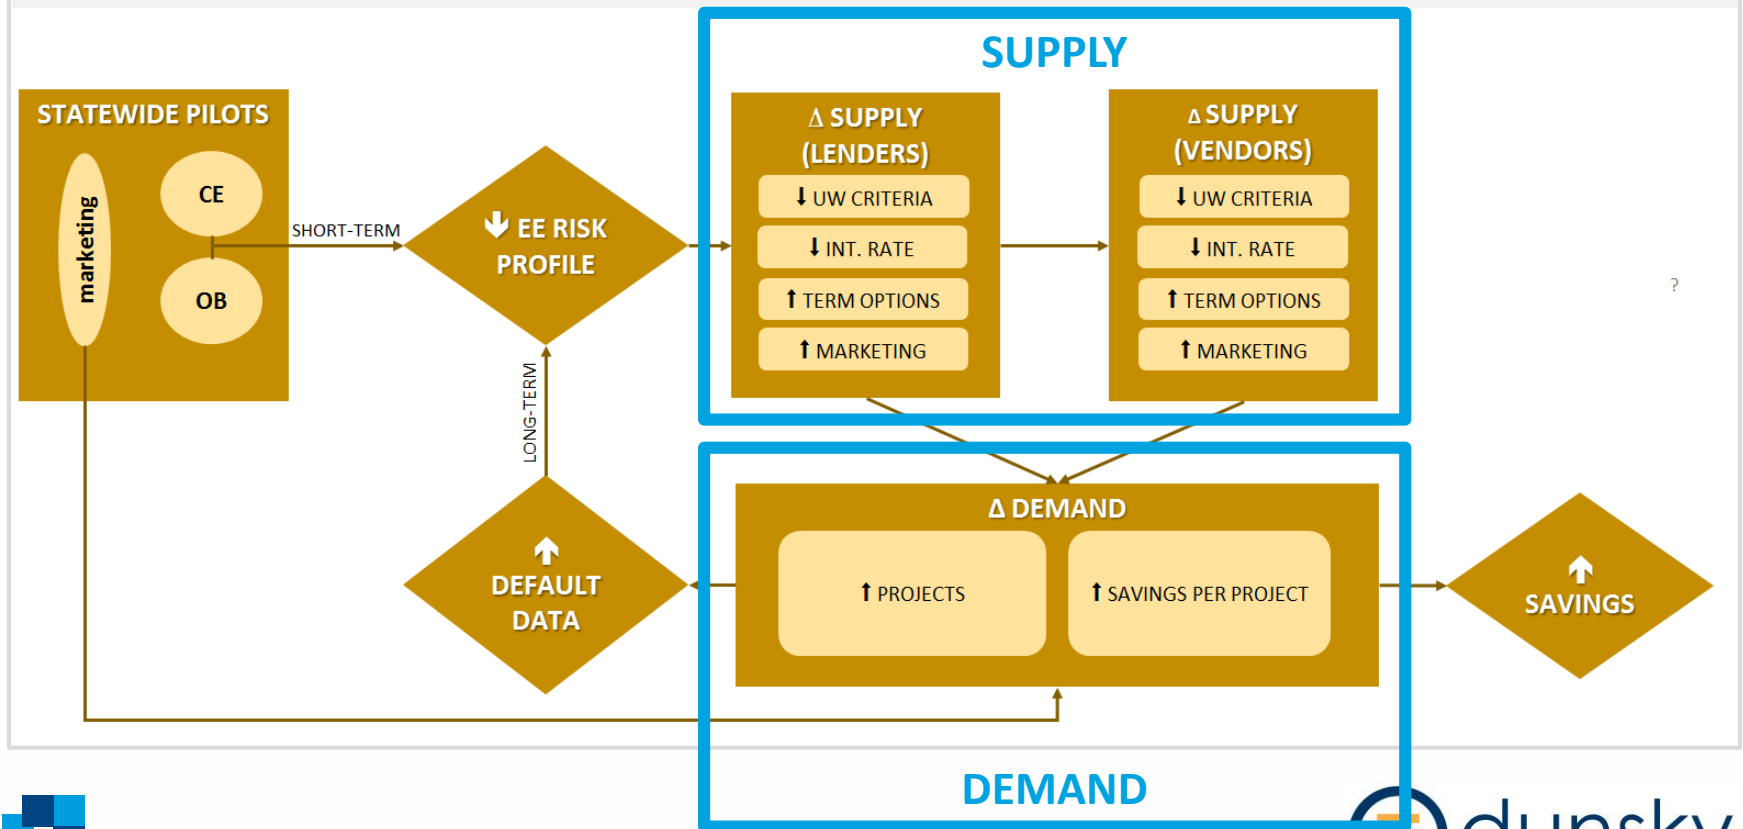 SUPPLY
STATEWIDE PILOTS
marketing
CE
OB
SHORT-TERM
EE RISK
PROFILE
Δ SUPPLY
(LENDERS)
UW CRITERIA
INT. RATE
TERM OPTIONS
MARKETING
Δ SUPPLY
(VENDORS)
UW CRITERIA
INT. RATE
TERM OPTIONS
MARKETING
?
LONG-TERM
DEFAULT
DATA
Δ DEMAND
PROJECTS
SAVINGS PER PROJECT
SAVINGS
DEMAND
dunsky